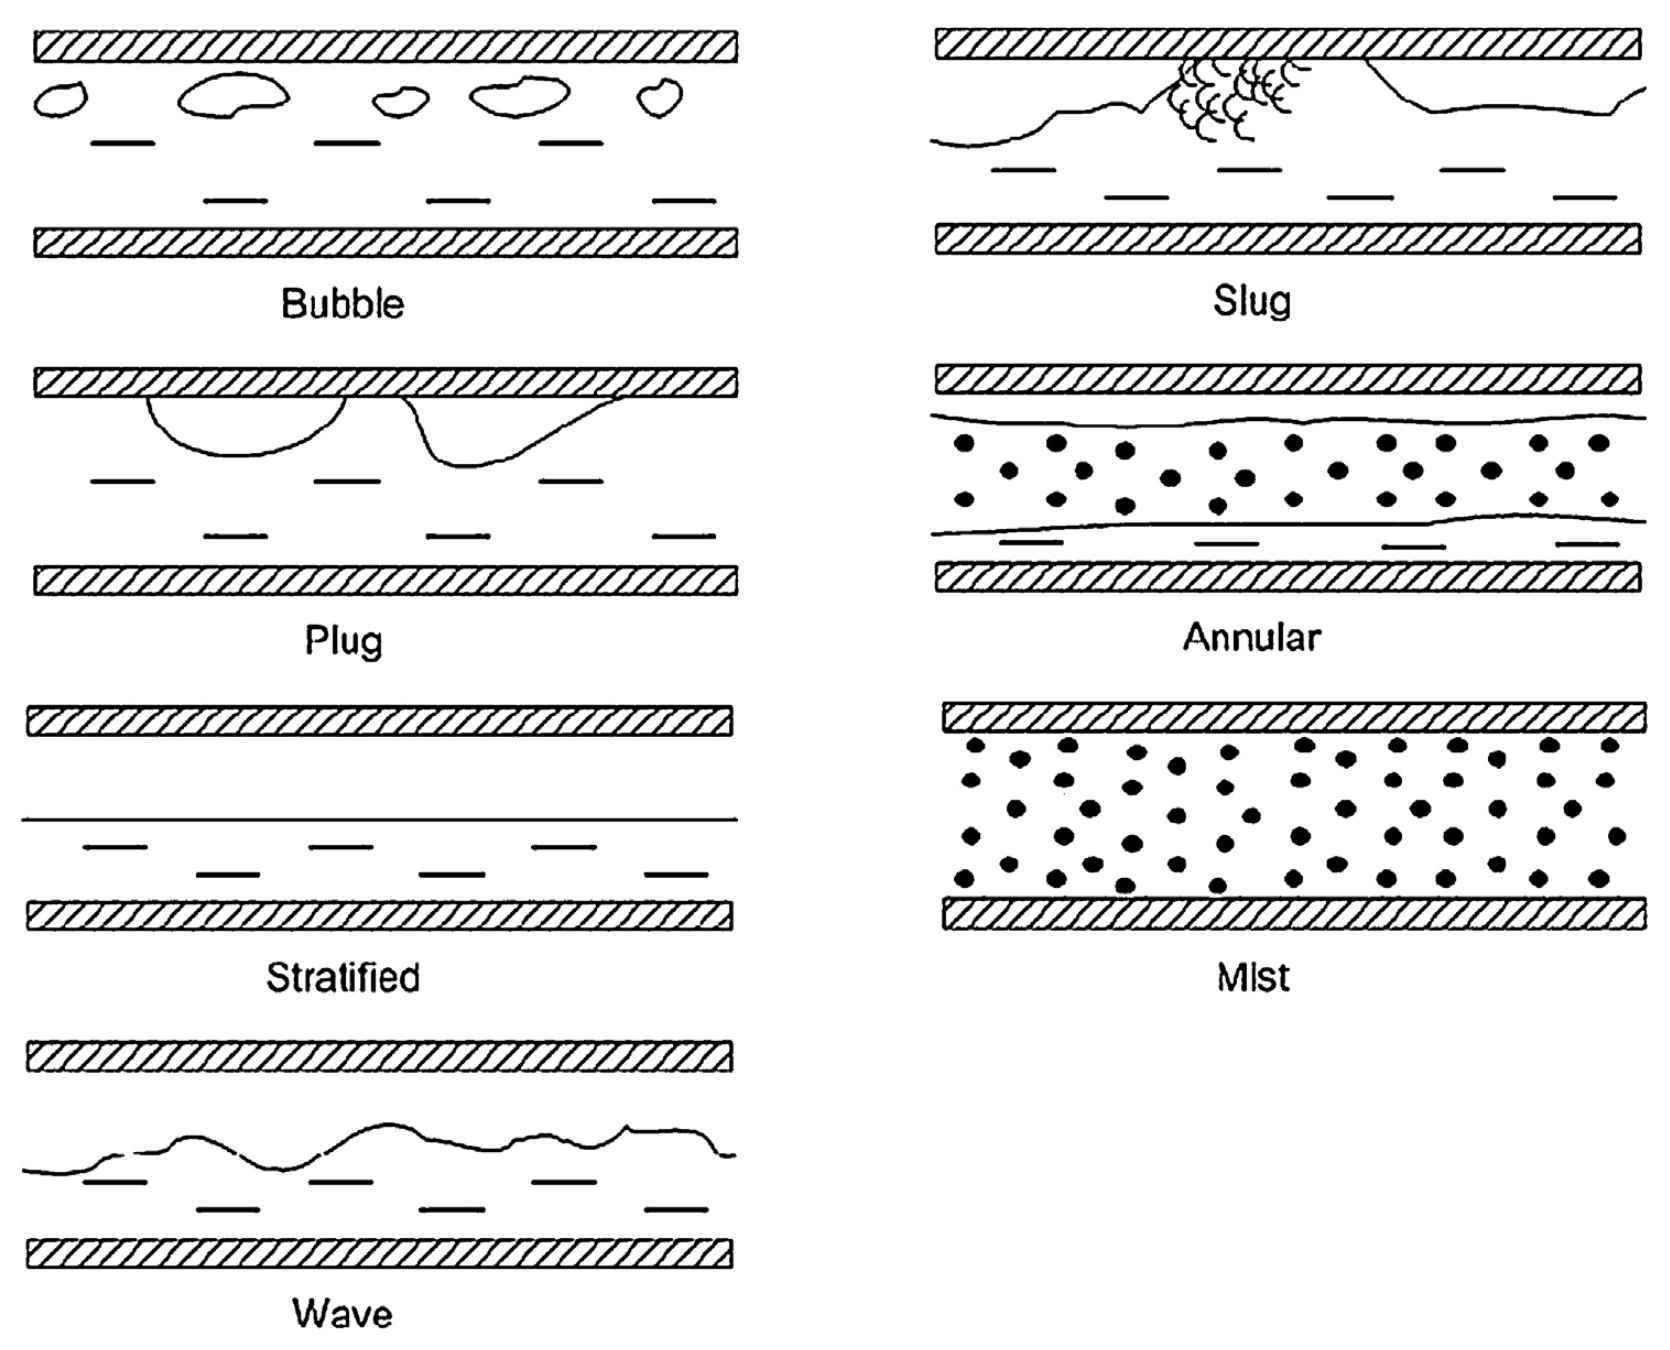 Bubble
Slug
Plug
Annular
Stratified
Mist
Wave